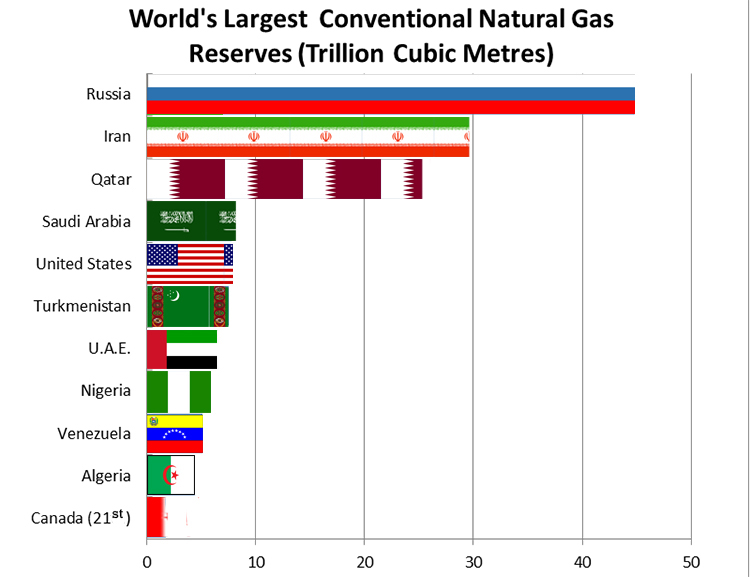 World's Largest Conventional Natural Gas
Reserves (Trillion Cubic Metres)
Russia
Iran
Qatar
Saudi Arabia
United States
Turkmenistan
U.A.E.
Nigeria
Venezuela
Algeria
Canada (21st)
0 10 20 30 40 50